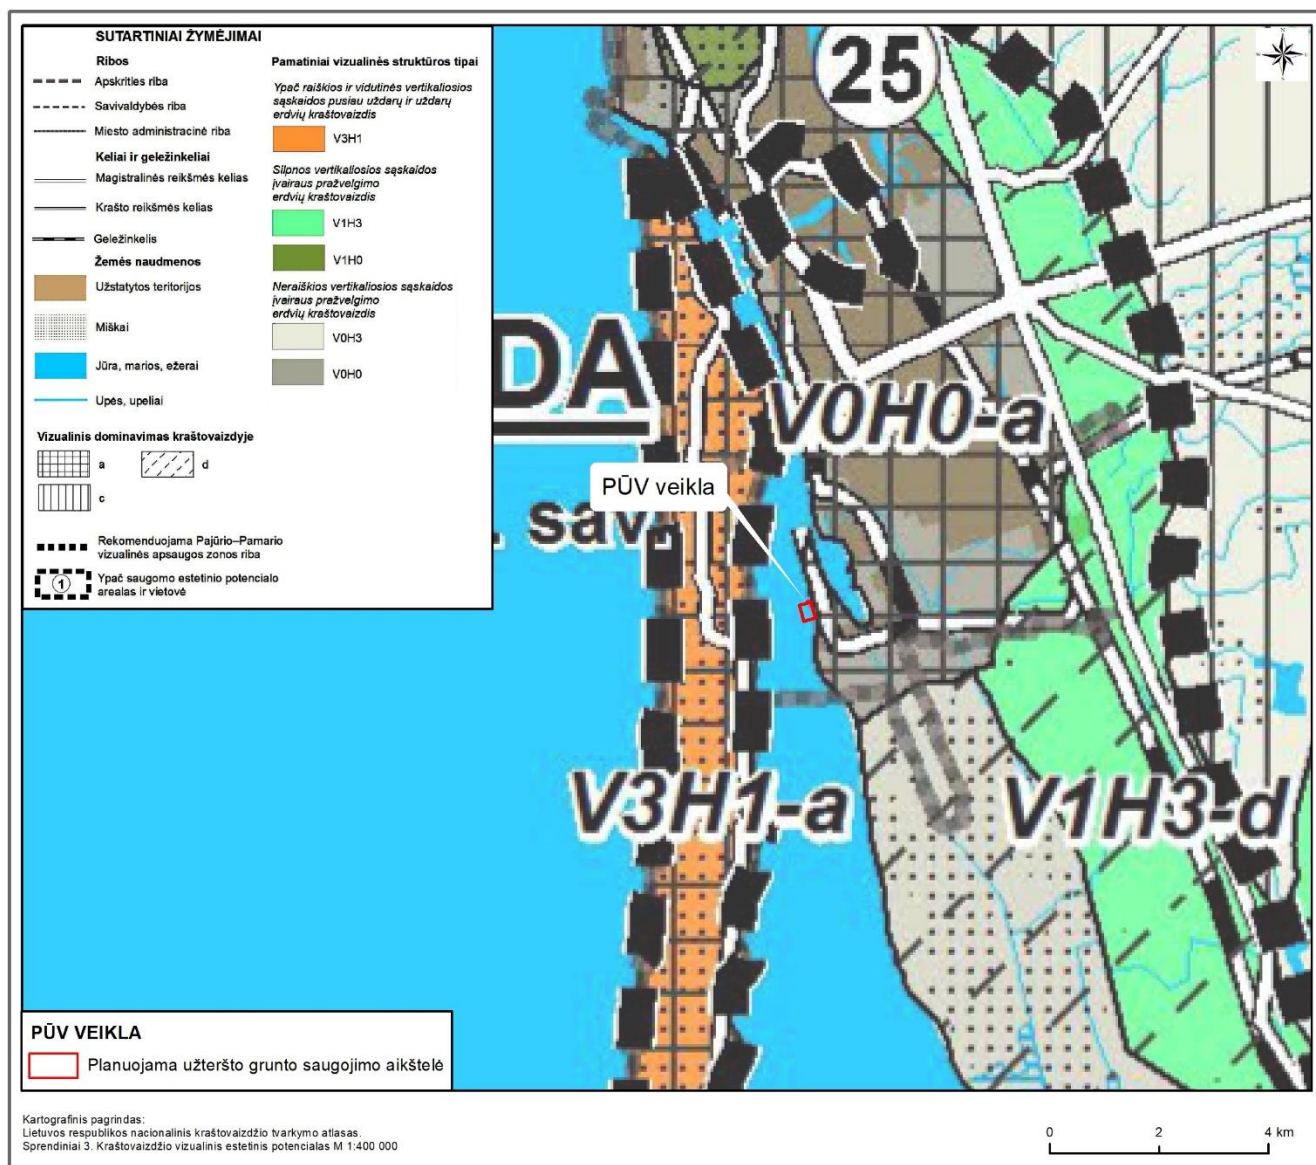 SUTARTINIAI ŽYMĖJIMAI
Ribos
Apskrities riba
Savivaldybės riba
Miesto administracinė riba
Keliai ir geležinkeliai
Magistralinės reikšmės kelias
Krašto reikšmės kelias
Geležinkelis
Žemės naudmenos
Užstatytos teritorijos
Miškai
Jūra, marios, ežerai
Upės, upeliai
Pamatiniai vizualinės struktūros tipai
Ypač raiškios ir vidutinės vertikaliosios
sąskaidos pusiau uždarų ir uždarų
erdvių kraštovaizdis
V3H1
Silpnos vertikaliosios sąskaidos
įvairaus pražvelgimo
erdvių kraštovaizdis
V1H3
V1H0
Neraiškios vertikaliosios sąskaidos
įvairaus pražvelgimo
erdvių kraštovaizdis
V0H3
V0H0
Vizualinis dominavimas kraštovaizdyje
a
d
c
Rekomenduojama Pajūrio–Pamario
vizualinės apsaugos zonos riba
1
Ypač saugomo estetinio potencialo
arealas ir vietovė
25
DA
V0H0-a
PŪV veikla
. sav.
V3H1-a
V1H3-d
PŪV VEIKLA
Planuojama užteršto grunto saugojimo aikštelė
Kartografinis pagrindas:
Lietuvos respublikos nacionalinis kraštovaizdžio tvarkymo atlasas.
Sprendiniai 3. Kraštovaizdžio vizualinis estetinis potencialas M 1:400 000
0 2 4 km